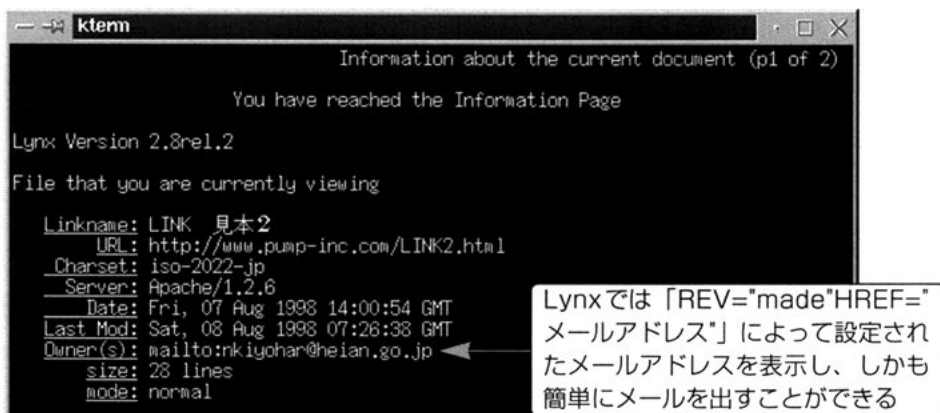 kterm
Information about the current document (p1 of 2)
You have reached the Information Page
Lynx Version 2.8rel.2
File that you are currently viewing
Linkname: LINK 見本2
URL: http://www.pump-inc.com/LINK2.html
Charset: iso-2022-jp
Server: Apache/1.2.6
Date: Fri, 07 Aug 1998 14:00:54 GMT
Last Mod: Sat, 08 Aug 1998 07:26:38 GMT
Owner(s): mailto:nkiyohar@heian.go.jp
size: 28 lines
mode: normal
Lynxでは「REV="made"HREF="
メールアドレス"」によって設定され
たメールアドレスを表示し、しかも
簡単にメールを出すことができる